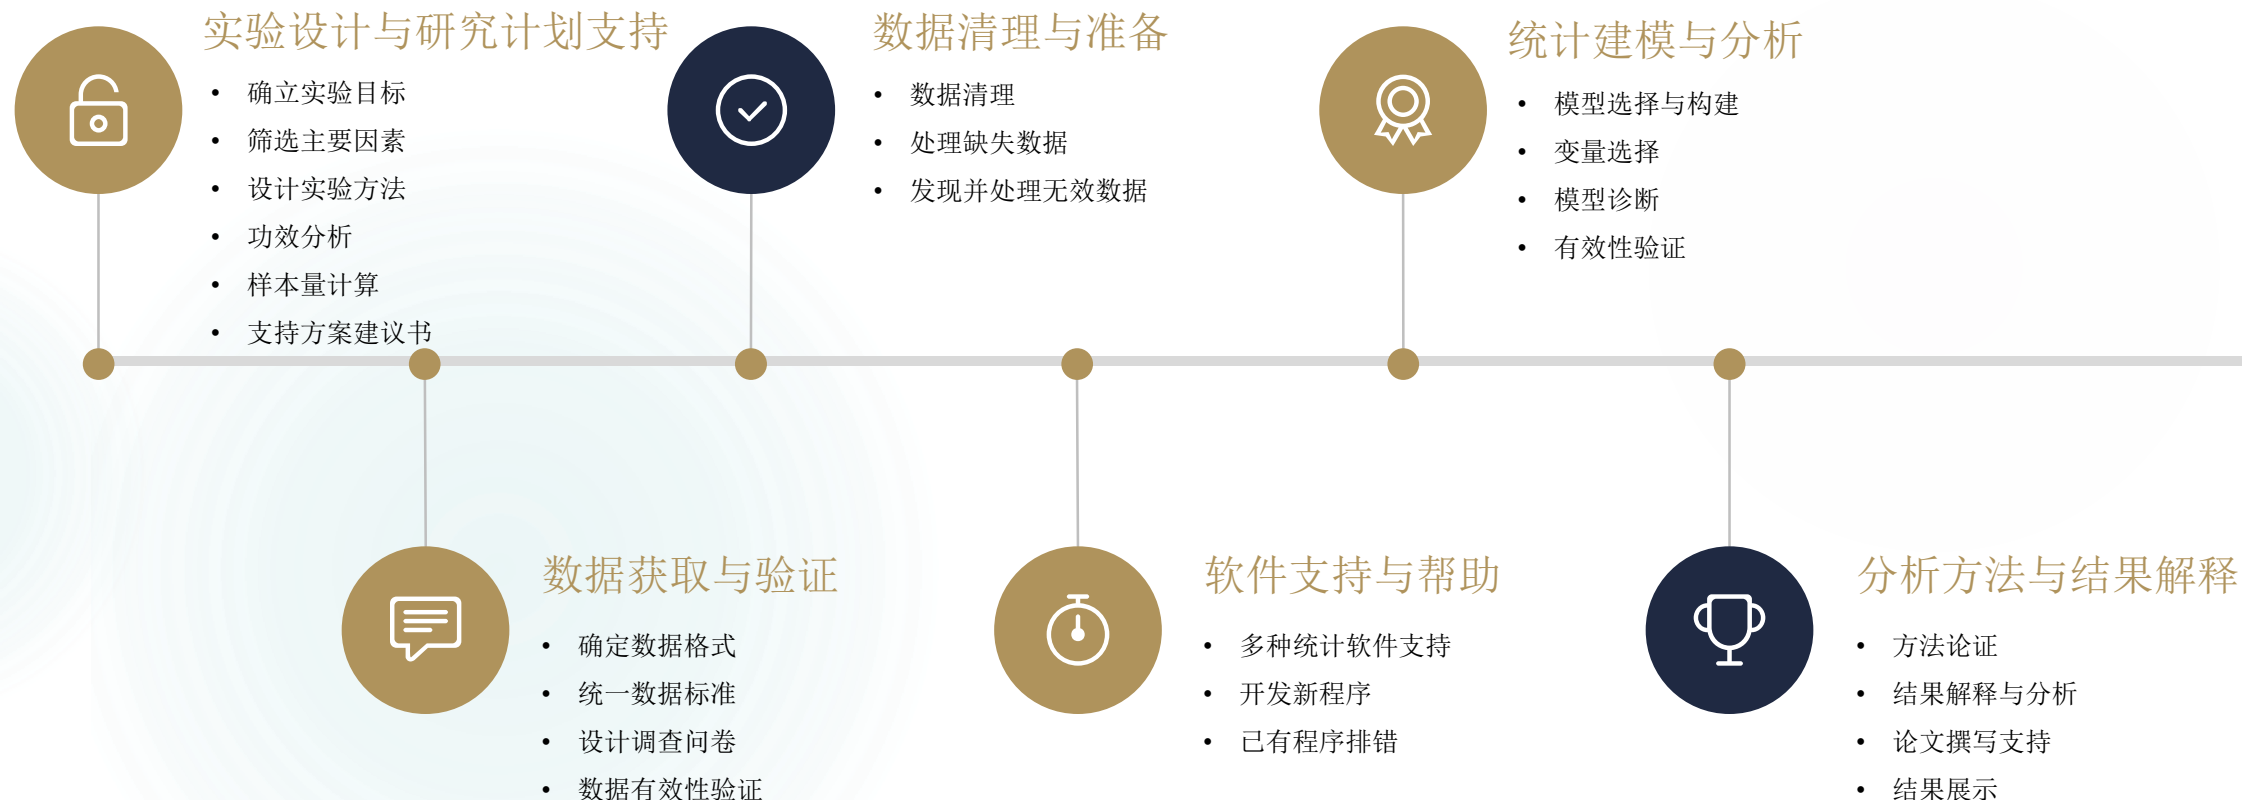 实验设计与研究计划支持
• 确立实验目标
• 筛选主要因素
• 设计实验方法
• 功效分析
• 样本量计算
• 支持方案建议书
数据获取与验证
• 确定数据格式
• 统一数据标准
• 设计调查问卷
• 数据有效性验证
数据清理与准备
• 数据清理
• 处理缺失数据
• 发现并处理无效数据
软件支持与帮助
• 多种统计软件支持
• 开发新程序
• 已有程序排错
统计建模与分析
• 模型选择与构建
• 变量选择
• 模型诊断
• 有效性验证
分析方法与结果解释
• 方法论证
• 结果解释与分析
• 论文撰写支持
• 结果展示